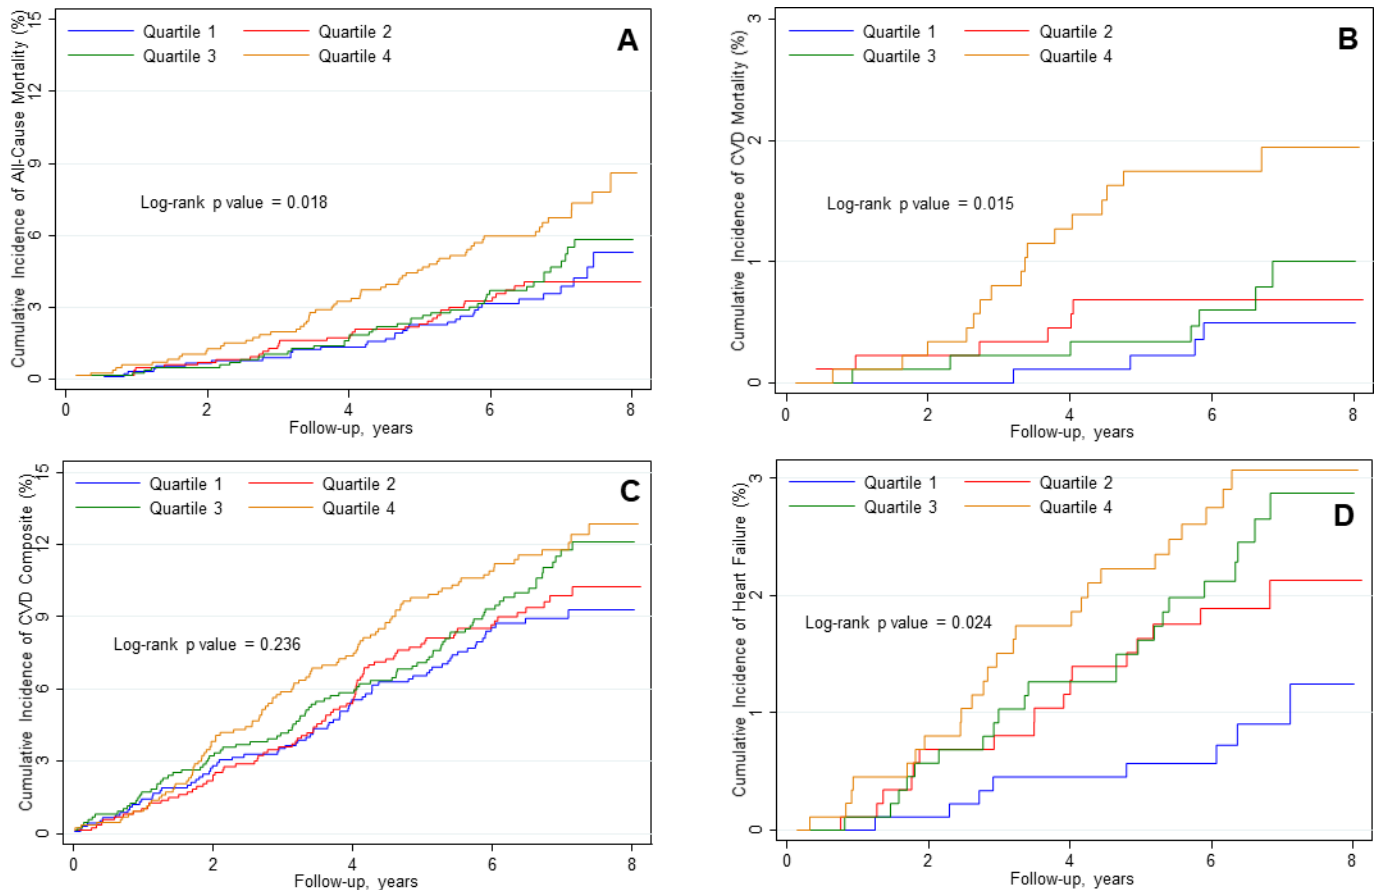 A
Quartile 1 Quartile 2
Quartile 3 Quartile 4
Cumulative Incidence of All-Cause Mortality (%)
15
12
9
6
3
0
Log-rank p value = 0.018
0 2 4 6 8
Follow-up, years
B
Quartile 1 Quartile 2
Quartile 3 Quartile 4
Cumulative Incidence of CVD Mortality (%)
3
2
1
0
Log-rank p value = 0.015
0 2 4 6 8
Follow-up, years
C
Quartile 1 Quartile 2
Quartile 3 Quartile 4
Cumulative Incidence of CVD Composite (%)
15
12
9
6
3
0
Log-rank p value = 0.236
0 2 4 6 8
Follow-up, years
D
Quartile 1 Quartile 2
Quartile 3 Quartile 4
Cumulative Incidence of Heart Failure (%)
3
2
1
0
Log-rank p value = 0.024
0 2 4 6 8
Follow-up, years